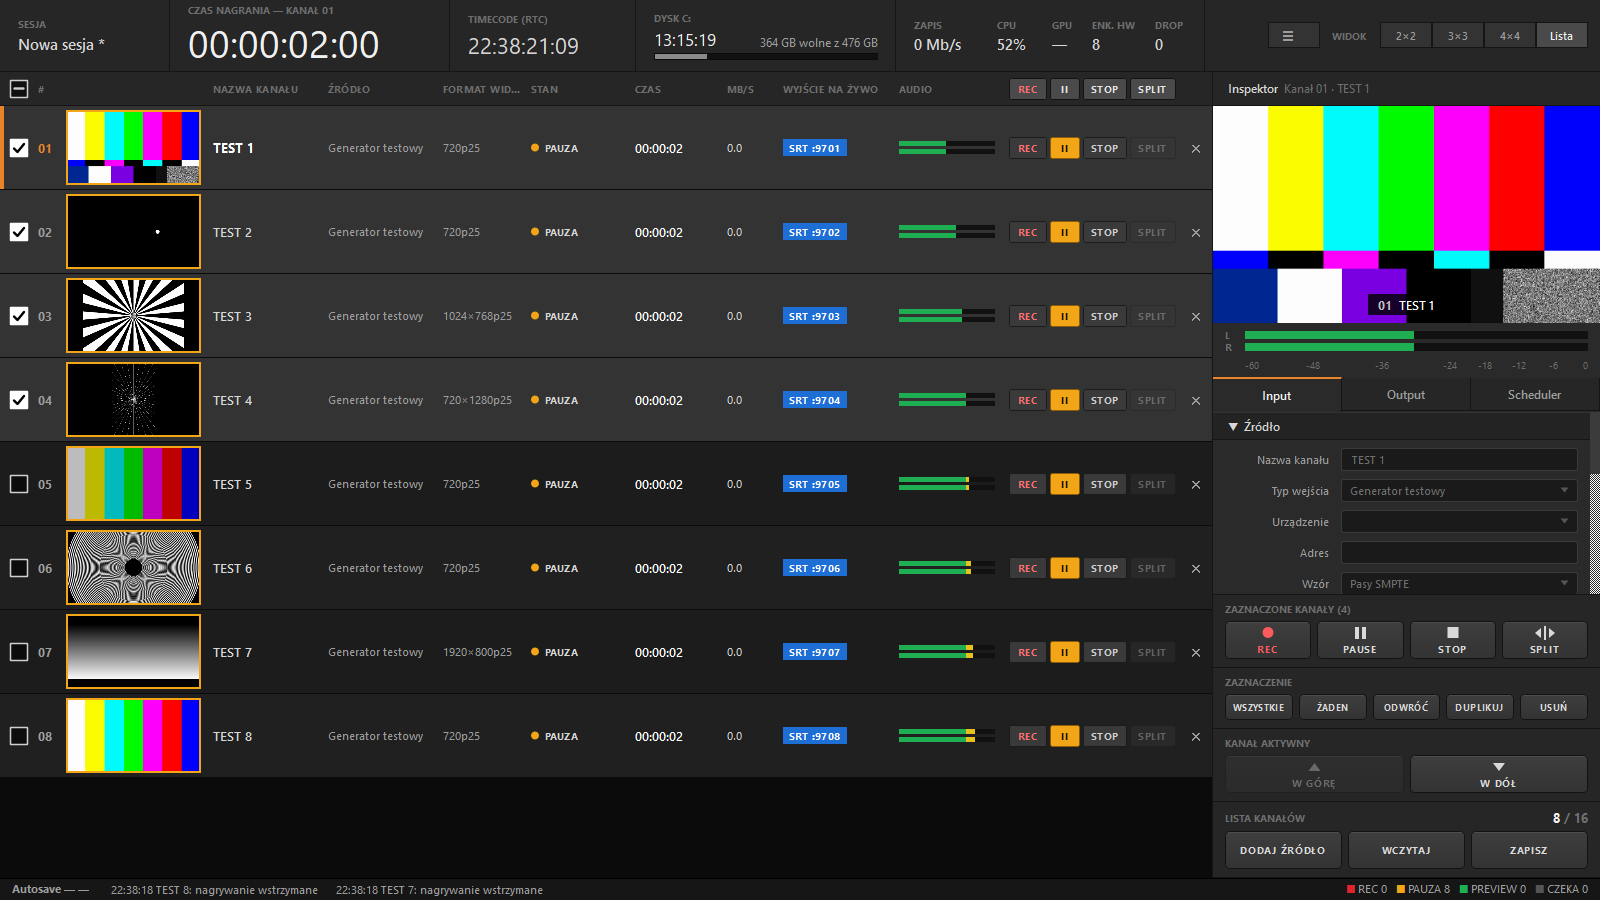 SESJA
Nowa sesja *
CZAS NAGRANIA — KANAŁ 01
00:00:02:00
TIMECODE (RTC)
22:38:21:09
DYSK C:
13:15:19 364 GB wolne z 476 GB
ZAPIS CPU GPU ENK. HW DROP
0 Mb/s 52% — 8 0
WIDOK 2×2 3×3 4×4 Lista
# NAZWA KANAŁU ŹRÓDŁO FORMAT WID... STAN CZAS MB/S WYJŚCIE NA ŻYWO AUDIO REC STOP SPLIT
01 TEST 1 Generator testowy 720p25 PAUZA 00:00:02 0.0 SRT :9701 REC STOP SPLIT ×
02 TEST 2 Generator testowy 720p25 PAUZA 00:00:02 0.0 SRT :9702 REC STOP SPLIT ×
03 TEST 3 Generator testowy 1024×768p25 PAUZA 00:00:02 0.0 SRT :9703 REC STOP SPLIT ×
04 TEST 4 Generator testowy 720×1280p25 PAUZA 00:00:02 0.0 SRT :9704 REC STOP SPLIT ×
05 TEST 5 Generator testowy 720p25 PAUZA 00:00:02 0.0 SRT :9705 REC STOP SPLIT ×
06 TEST 6 Generator testowy 720p25 PAUZA 00:00:02 0.0 SRT :9706 REC STOP SPLIT ×
07 TEST 7 Generator testowy 1920×800p25 PAUZA 00:00:02 0.0 SRT :9707 REC STOP SPLIT ×
08 TEST 8 Generator testowy 720p25 PAUZA 00:00:02 0.0 SRT :9708 REC STOP SPLIT ×
Inspektor Kanał 01 · TEST 1
01 TEST 1
L
R
-60 -48 -36 -24 -18 -12 -6 0
Input Output Scheduler
▼ Źródło
Nazwa kanału TEST 1
Typ wejścia Generator testowy
Urządzenie
Adres
Wzór Pasy SMPTE
ZAZNACZONE KANAŁY (4)
REC PAUSE STOP SPLIT
ZAZNACZENIE
WSZYSTKIE ŻADEN ODWRÓĆ DUPLIKUJ USUŃ
KANAŁ AKTYWNY
W GÓRĘ W DÓŁ
LISTA KANAŁÓW 8 / 16
DODAJ ŹRÓDŁO WCZYTAJ ZAPISZ
Autosave — — 22:38:18 TEST 8: nagrywanie wstrzymane 22:38:18 TEST 7: nagrywanie wstrzymane
REC 0 PAUZA 8 PREVIEW 0 CZEKA 0